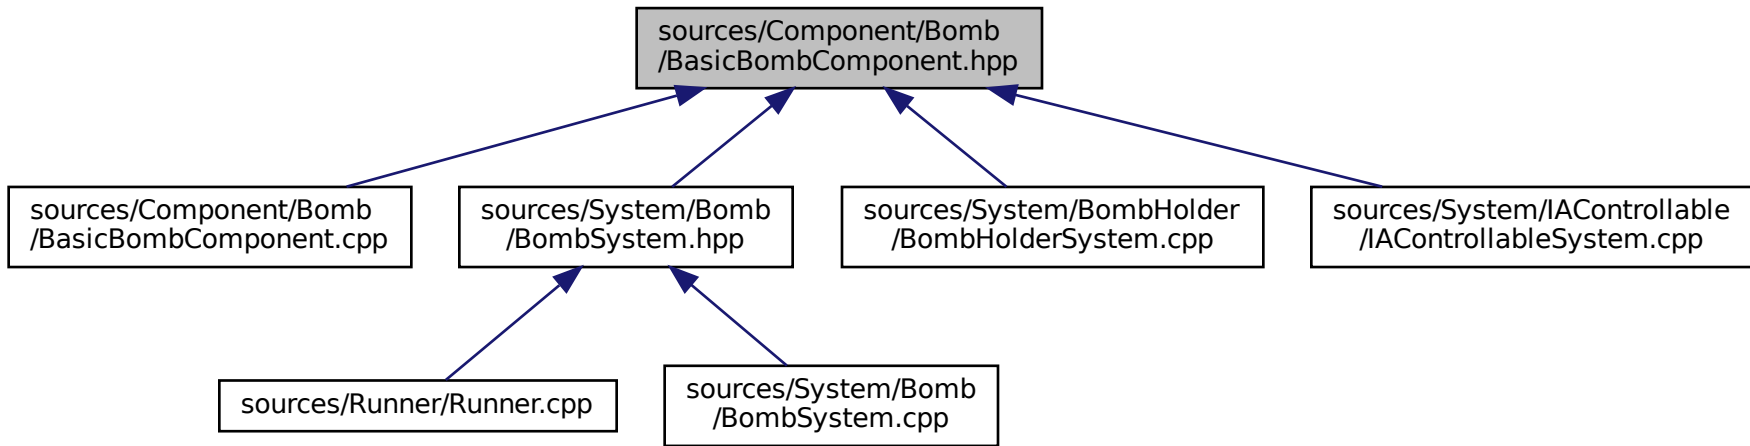 sources/Component/Bomb
/BasicBombComponent.hpp
sources/Component/Bomb
/BasicBombComponent.cpp
sources/System/Bomb
/BombSystem.hpp
sources/System/BombHolder
/BombHolderSystem.cpp
sources/System/IAControllable
/IAControllableSystem.cpp
sources/Runner/Runner.cpp
sources/System/Bomb
/BombSystem.cpp